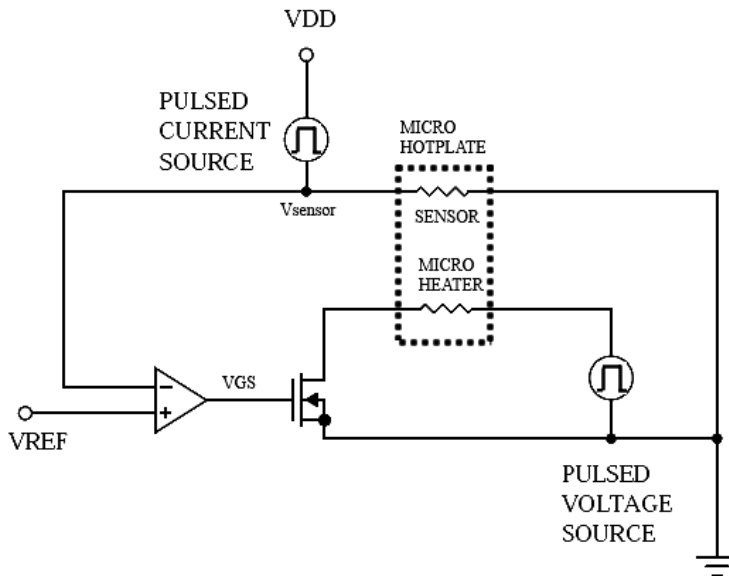 VDD
PULSED
CURRENT
SOURCE
MICRO
HOTPLATE
Vsensor
SENSOR
MICRO
HEATER
VGS
VREF
PULSED
VOLTAGE
SOURCE